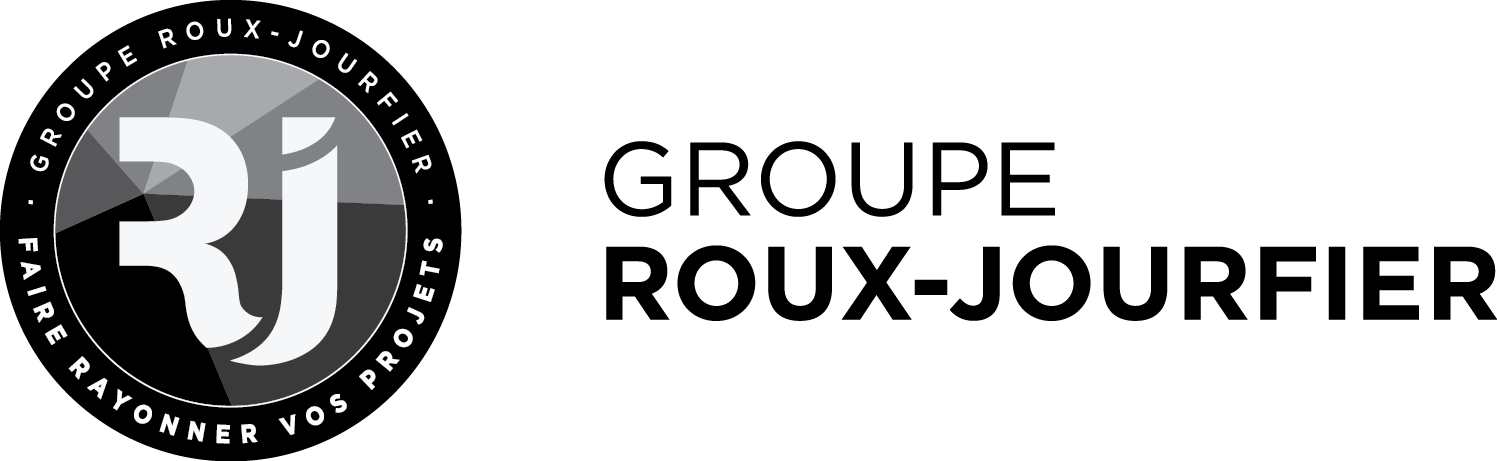 · GROUPE ROUX-JOURFIER ·
FAIRE RAYONNER VOS PROJETS
RJ
GROUPE
ROUX-JOURFIER